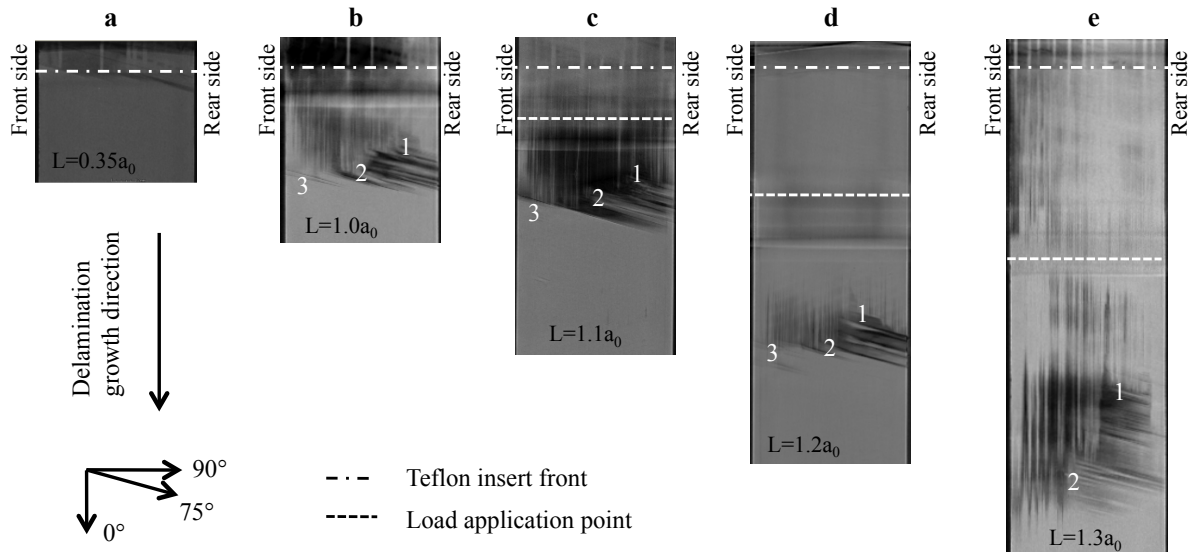 a
b
c
d
e
Front side
Rear side
L=0.35a₀
Front side
Rear side
1
2
3
L=1.0a₀
Front side
Rear side
1
2
3
L=1.1a₀
Front side
Rear side
1
2
3
L=1.2a₀
Front side
Rear side
1
2
L=1.3a₀
Delamination
growth direction
90°
75°
0°
Teflon insert front
Load application point